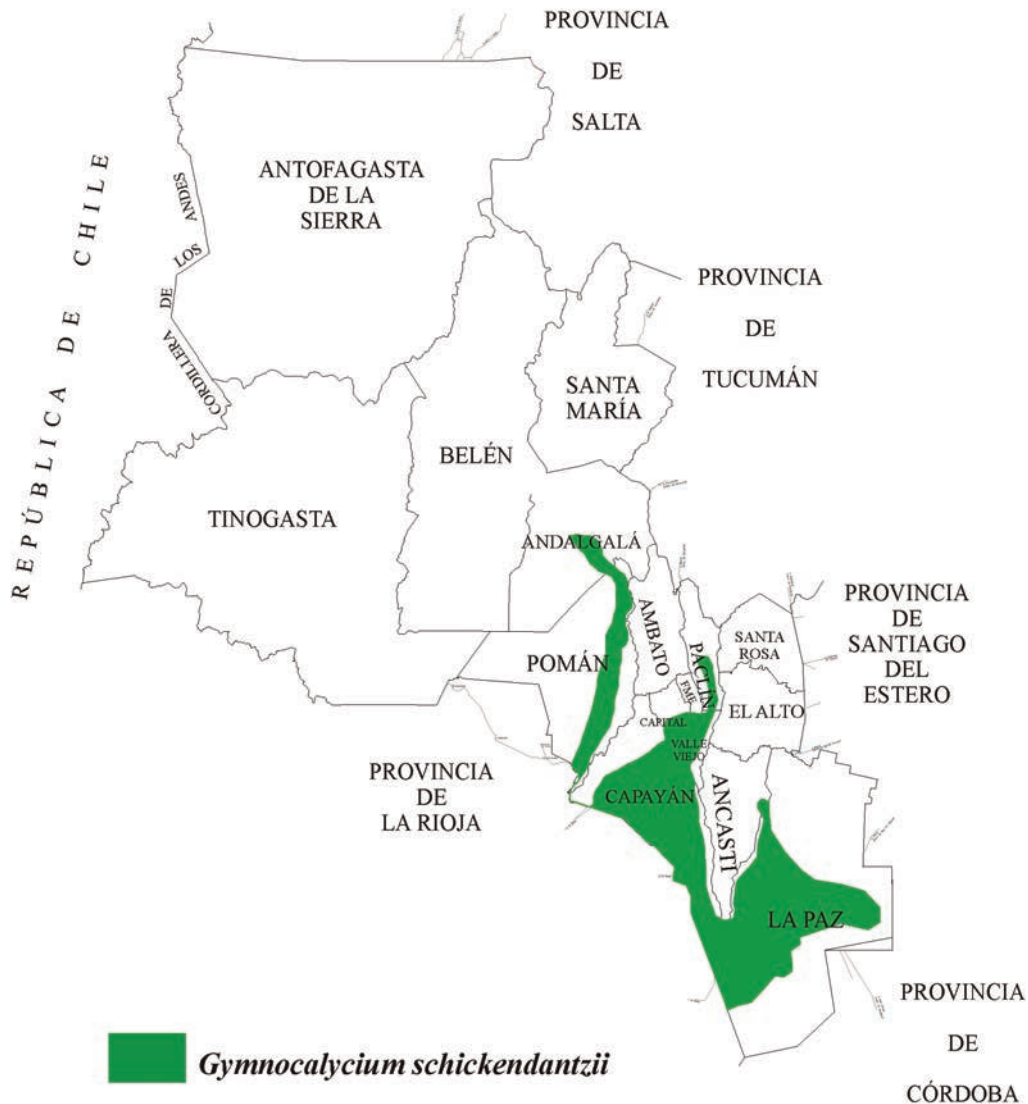 PROVINCIA
DE
SALTA
ANTOFAGASTA
DE LA
SIERRA
REPÚBLICA DE CHILE
CORDILLERA DE LOS ANDES
PROVINCIA
DE
TUCUMÁN
SANTA
MARÍA
BELÉN
TINOGASTA
ANDALGALÁ
PROVINCIA
DE
SANTIAGO
DEL
ESTERO
AMBATO
SANTA
ROSA
POMÁN
PACLÍN
FME
EL ALTO
CAPITAL
VALLE
VIEJO
PROVINCIA
DE
LA RIOJA
CAPAYÁN
ANCASTI
LA PAZ
PROVINCIA
DE
CÓRDOBA
Gymnocalycium schickendantzii